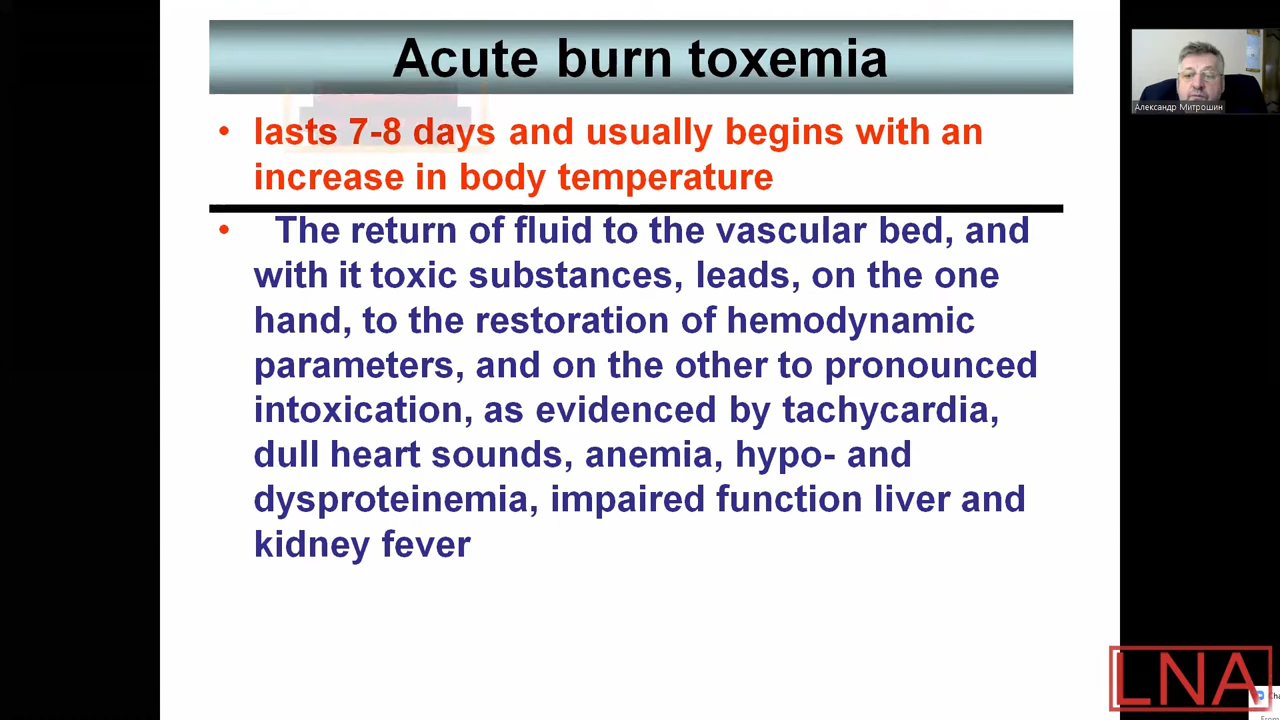 Acute burn toxemia
• lasts 7-8 days and usually begins with an
increase in body temperature
• The return of fluid to the vascular bed, and
with it toxic substances, leads, on the one
hand, to the restoration of hemodynamic
parameters, and on the other to pronounced
intoxication, as evidenced by tachycardia,
dull heart sounds, anemia, hypo- and
dysproteinemia, impaired function liver and
kidney fever
Александр Митрошин
LNA